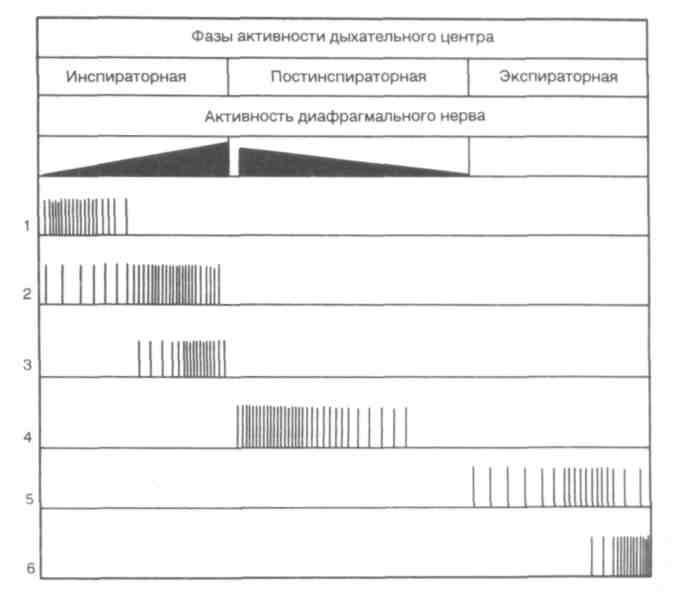 Фазы активности дыхательного центра
Инспираторная Постинспираторная Экспираторная
Активность диафрагмального нерва
1
2
3
4
5
6